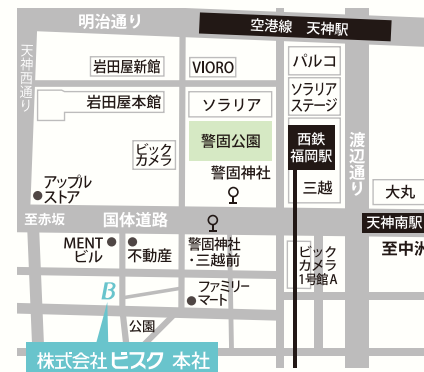 明治通り
空港線 天神駅
天神西通り
岩田屋新館
VIORO
パルコ
岩田屋本館
ソラリア
ソラリア
ステージ
ビック
カメラ
警固公園
西鉄
福岡駅
渡辺通り
警固神社
アップル
ストア
三越
大丸
至赤坂
国体道路
天神南駅
MENT
ビル
不動産
警固神社
・三越前
ビック
カメラ
1号館A
至中洲
B
ファミリー
マート
公園
株式会社 ビスク 本社